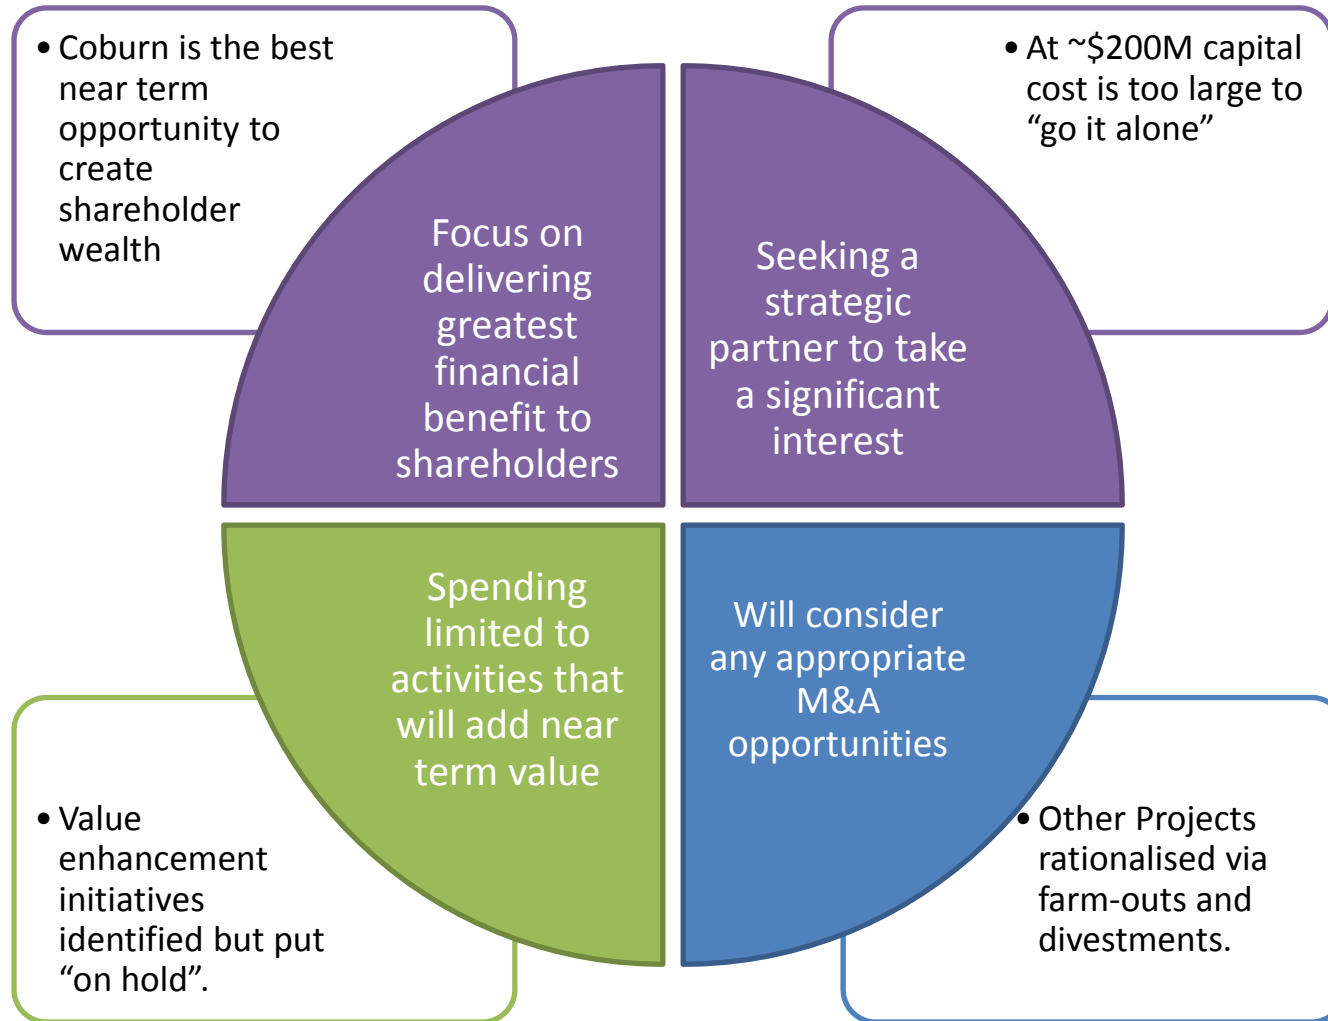 • Coburn is the best
near term
opportunity to
create
shareholder
wealth
• At ~$200M capital
cost is too large to
“go it alone”
Focus on
delivering
greatest
financial
benefit to
shareholders
Seeking a
strategic
partner to take
a significant
interest
Spending
limited to
activities that
will add near
term value
Will consider
any appropriate
M&A
opportunities
• Value
enhancement
initiatives
identified but put
“on hold”.
• Other Projects
rationalised via
farm-outs and
divestments.